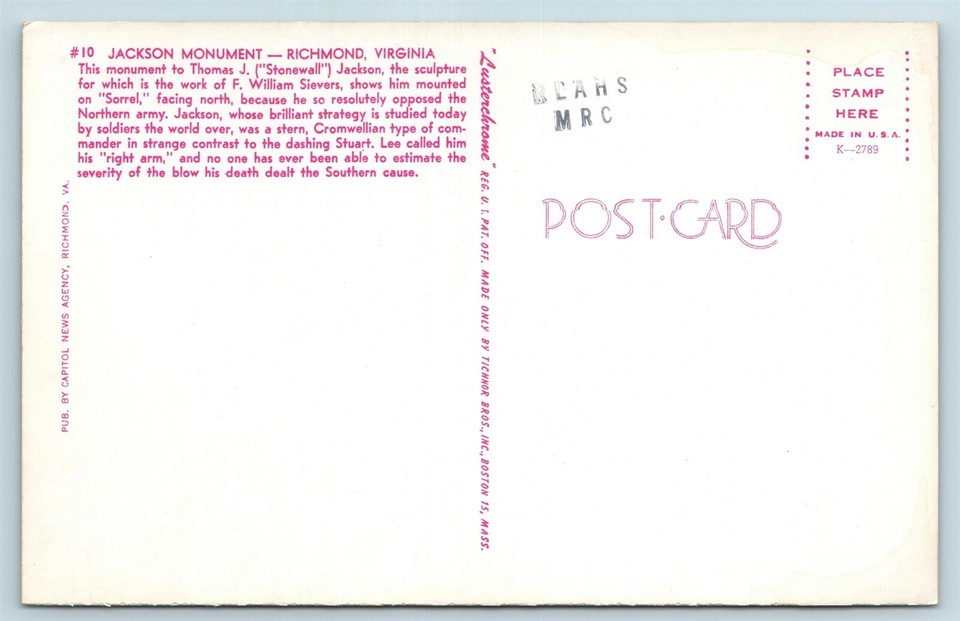 #10 JACKSON MONUMENT — RICHMOND, VIRGINIA
This monument to Thomas J. ("Stonewall") Jackson, the sculpture
for which is the work of F. William Sievers, shows him mounted
on "Sorrel," facing north, because he so resolutely opposed the
Northern army. Jackson, whose brilliant strategy is studied today
by soldiers the world over, was a stern, Cromwellian type of com-
mander in strange contrast to the dashing Stuart. Lee called him
his "right arm," and no one has ever been able to estimate the
severity of the blow his death dealt the Southern cause.
PUB. BY CAPITOL NEWS AGENCY, RICHMOND, VA.
"Lusterchrome" REG. U. S. PAT. OFF. MADE ONLY BY TICHNOR BROS., INC., BOSTON 15, MASS.
MRC
POST·CARD
PLACE
STAMP
HERE
MADE IN U.S.A.
K—2789